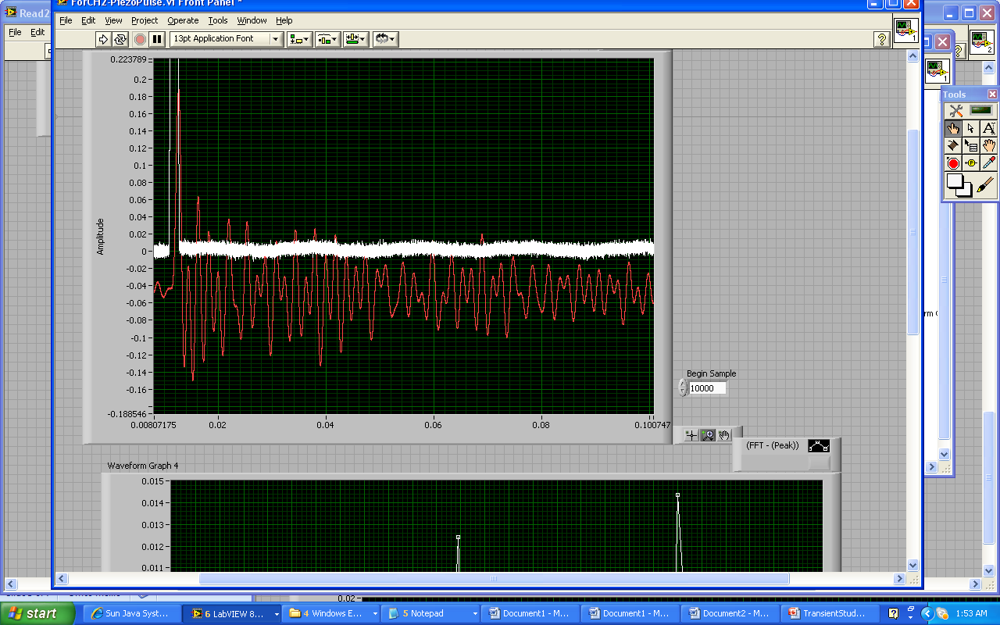 ForCH2-PiezoPulse.vi Front Panel *
Read2
File Edit
File Edit View Project Operate Tools Window Help
13pt Application Font
?
1
2
1
Tools
0.223789
0.2
0.18
0.16
0.14
0.12
0.1
0.08
0.06
0.04
0.02
0
-0.02
-0.04
-0.06
-0.08
-0.1
-0.12
-0.14
-0.16
-0.188546
Amplitude
0.00807175 0.02 0.04 0.06 0.08 0.100747
Begin Sample
10000
(FFT - (Peak))
Waveform Graph 4
0.015
0.014
0.013
0.012
0.011
0.02
start
Sun Java Syst...
6 LabVIEW 8...
4 Windows E...
5 Notepad
Document1 - M...
Document1 - M...
Document2 - M...
TransientStud...
1:53 AM